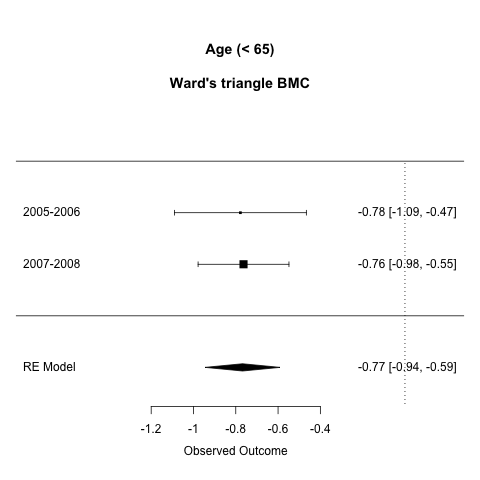 Age (< 65)
Ward's triangle BMC
2005-2006 -0.78 [-1.09, -0.47]
2007-2008 -0.76 [-0.98, -0.55]
RE Model -0.77 [-0.94, -0.59]
-1.2 -1 -0.8 -0.6 -0.4
Observed Outcome